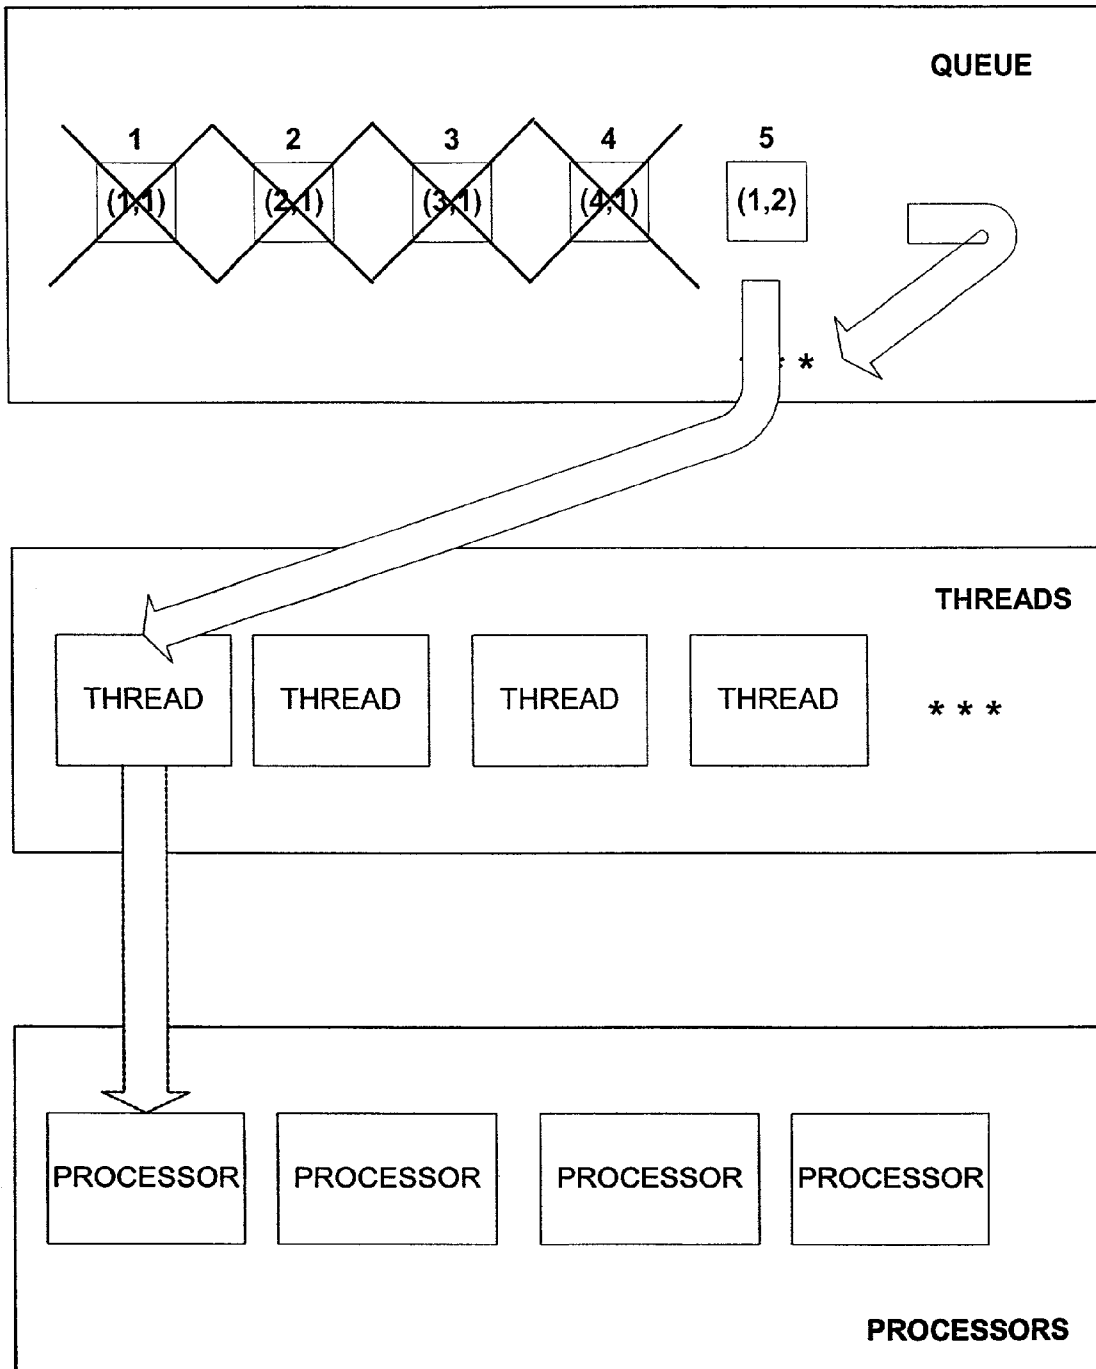 QUEUE
1 2 3 4 5
(1,1) (2,1) (3,1) (4,1) (1,2)
* *
THREADS
THREAD THREAD THREAD THREAD
* * *
PROCESSOR PROCESSOR PROCESSOR PROCESSOR
PROCESSORS